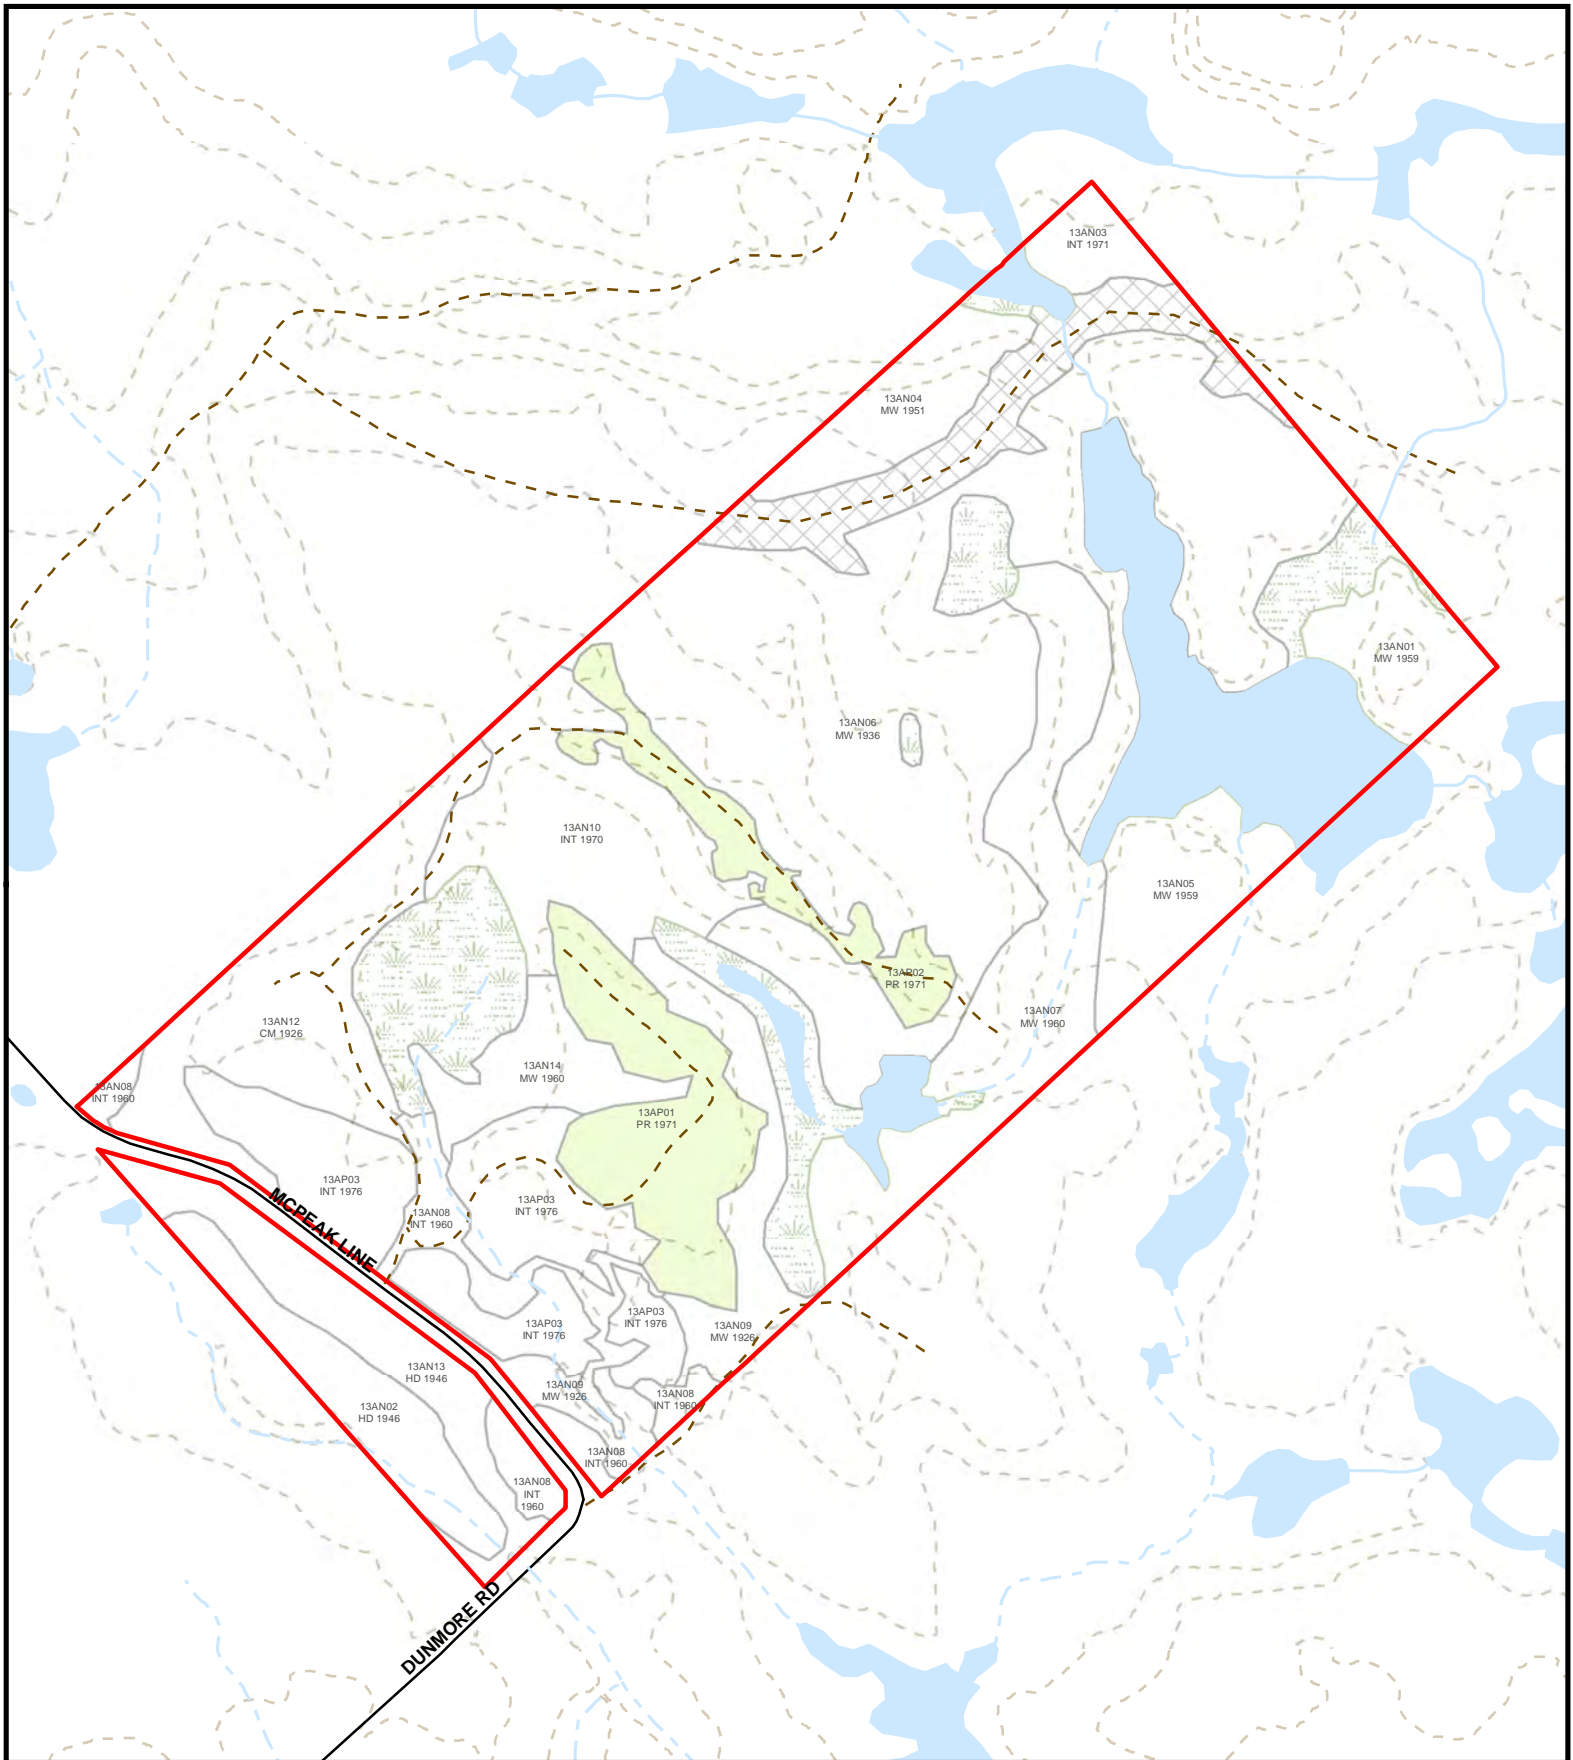 13AN03
INT 1971
13AN04
MW 1951
13AN01
MW 1959
13AN06
MW 1936
13AN10
INT 1970
13AN05
MW 1959
13AP02
PR 1971
13AN07
MW 1960
13AN12
CM 1926
13AN14
MW 1960
13AN08
INT 1960
13AP01
PR 1971
13AP03
INT 1976
13AP03
INT 1976
13AN08
INT 1960
MCPEAK LINE
13AP03
INT 1976
13AP03
INT 1976
13AN09
MW 1926
13AN13
HD 1946
13AN09
MW 1926
13AN08
INT 1960
13AN02
HD 1946
13AN08
INT 1960
13AN08
INT
1960
DUNMORE RD